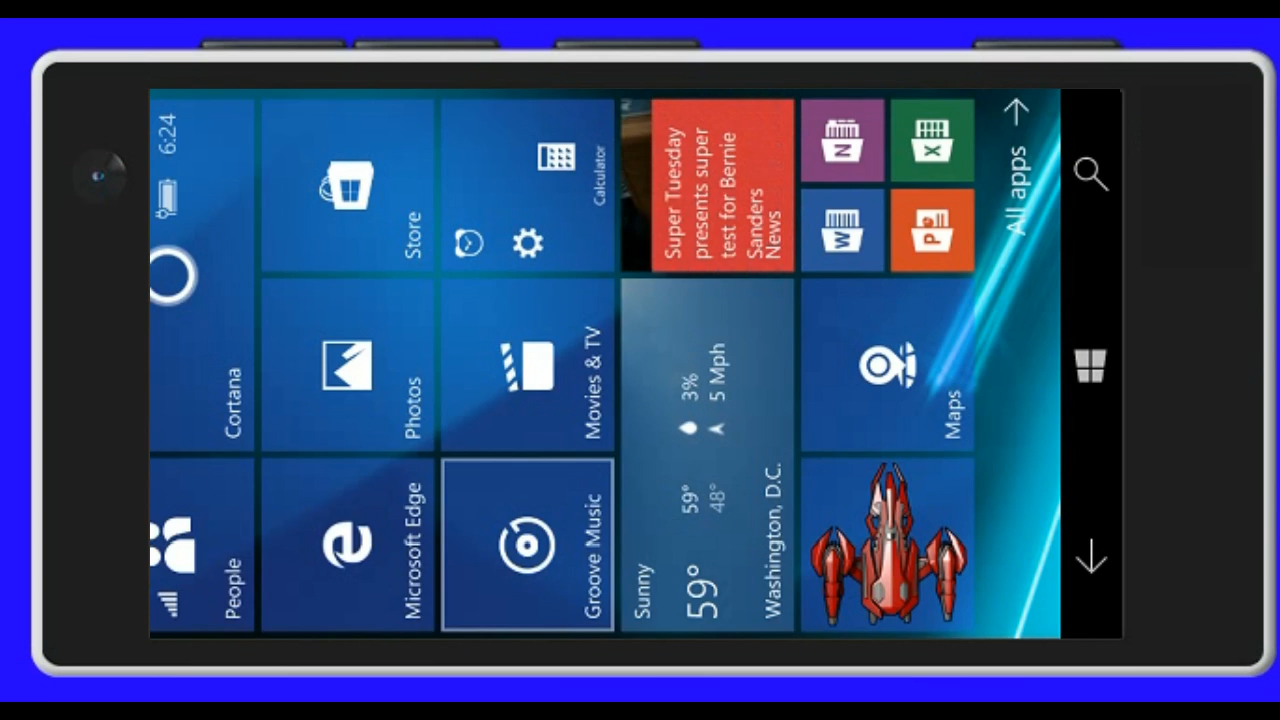 6:24
People
Cortana
Microsoft Edge
Photos
Store
Groove Music
Movies & TV
Calculator
Sunny
59°
59° 3%
48° 5 Mph
Washington, D.C.
Super Tuesday
presents super
test for Bernie
Sanders
News
W N
P X
Maps
All apps